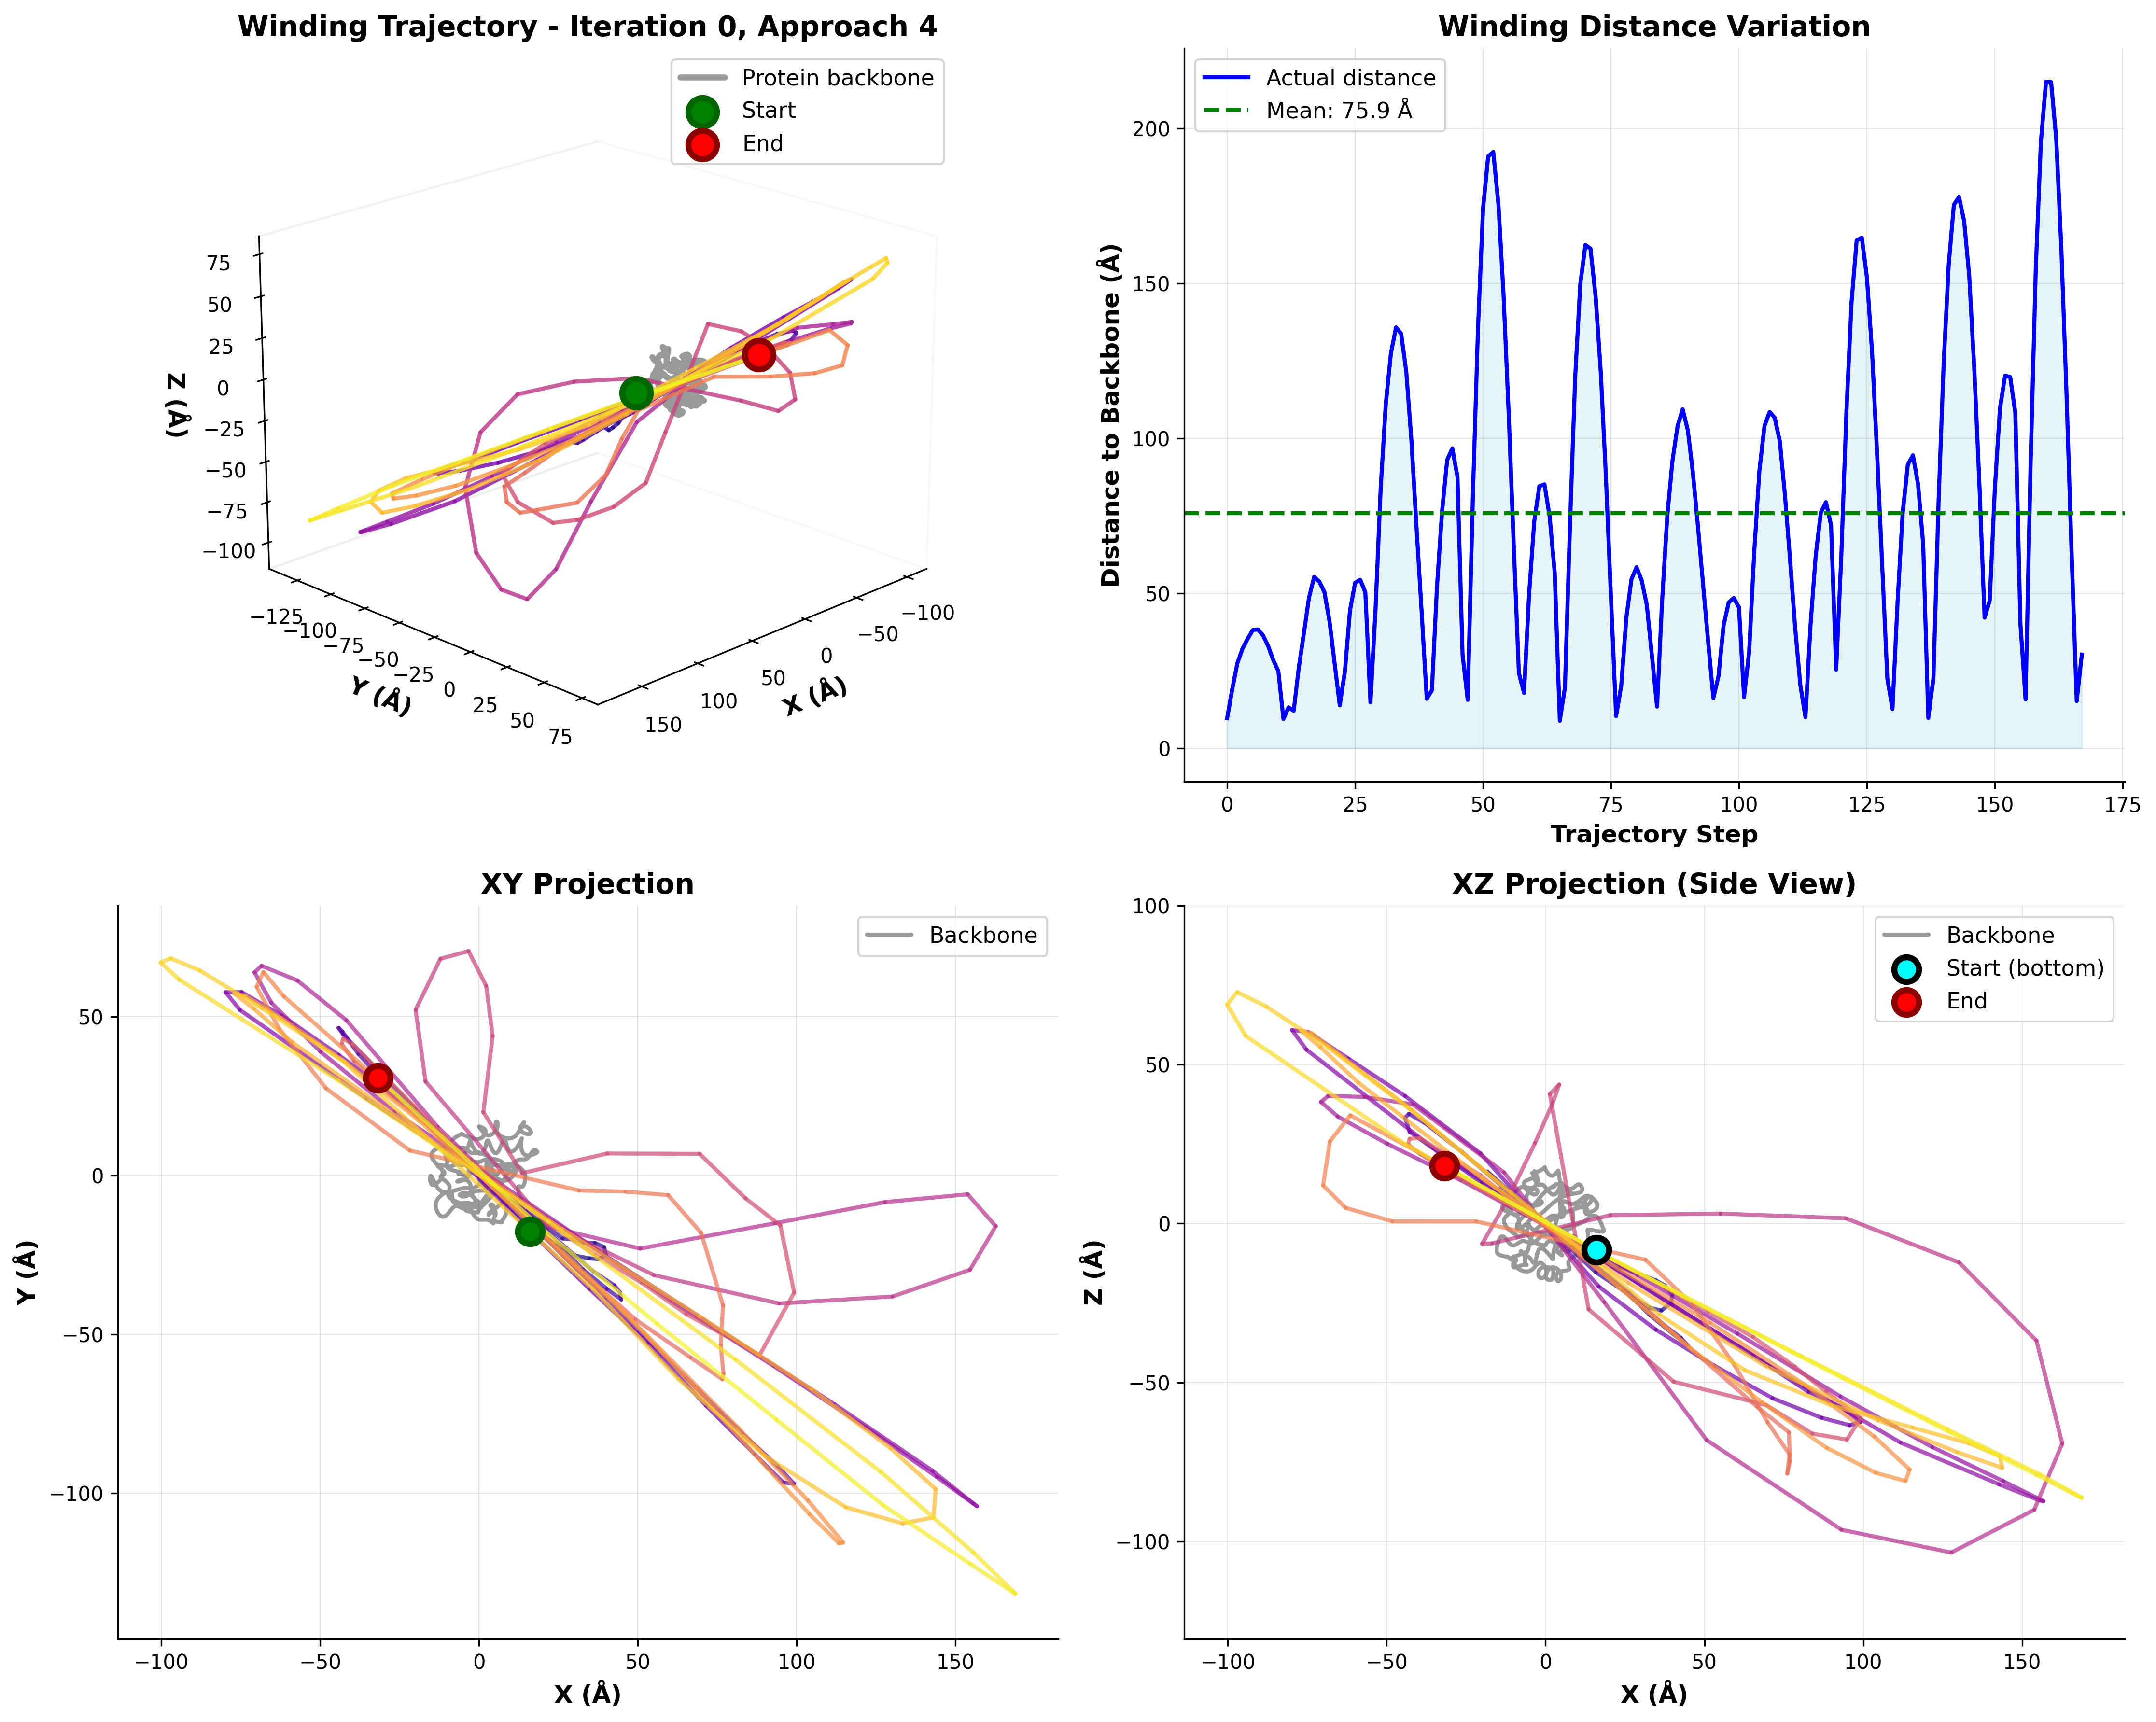 Winding Trajectory - Iteration 0, Approach 4
Protein backbone
Start
End
75
50
25
0
−25
−50
−75
−100
Z (Å)
−125
−100
−75
−50
−25
0
25
50
75
Y (Å)
150
100
50
0
−50
−100
X (Å)
Winding Distance Variation
Actual distance
Mean: 75.9 Å
200
150
100
50
0
Distance to Backbone (Å)
0 25 50 75 100 125 150 175
Trajectory Step
XY Projection
Backbone
50
0
−50
−100
Y (Å)
−100 −50 0 50 100 150
X (Å)
XZ Projection (Side View)
Backbone
Start (bottom)
End
100
50
0
−50
−100
Z (Å)
−100 −50 0 50 100 150
X (Å)